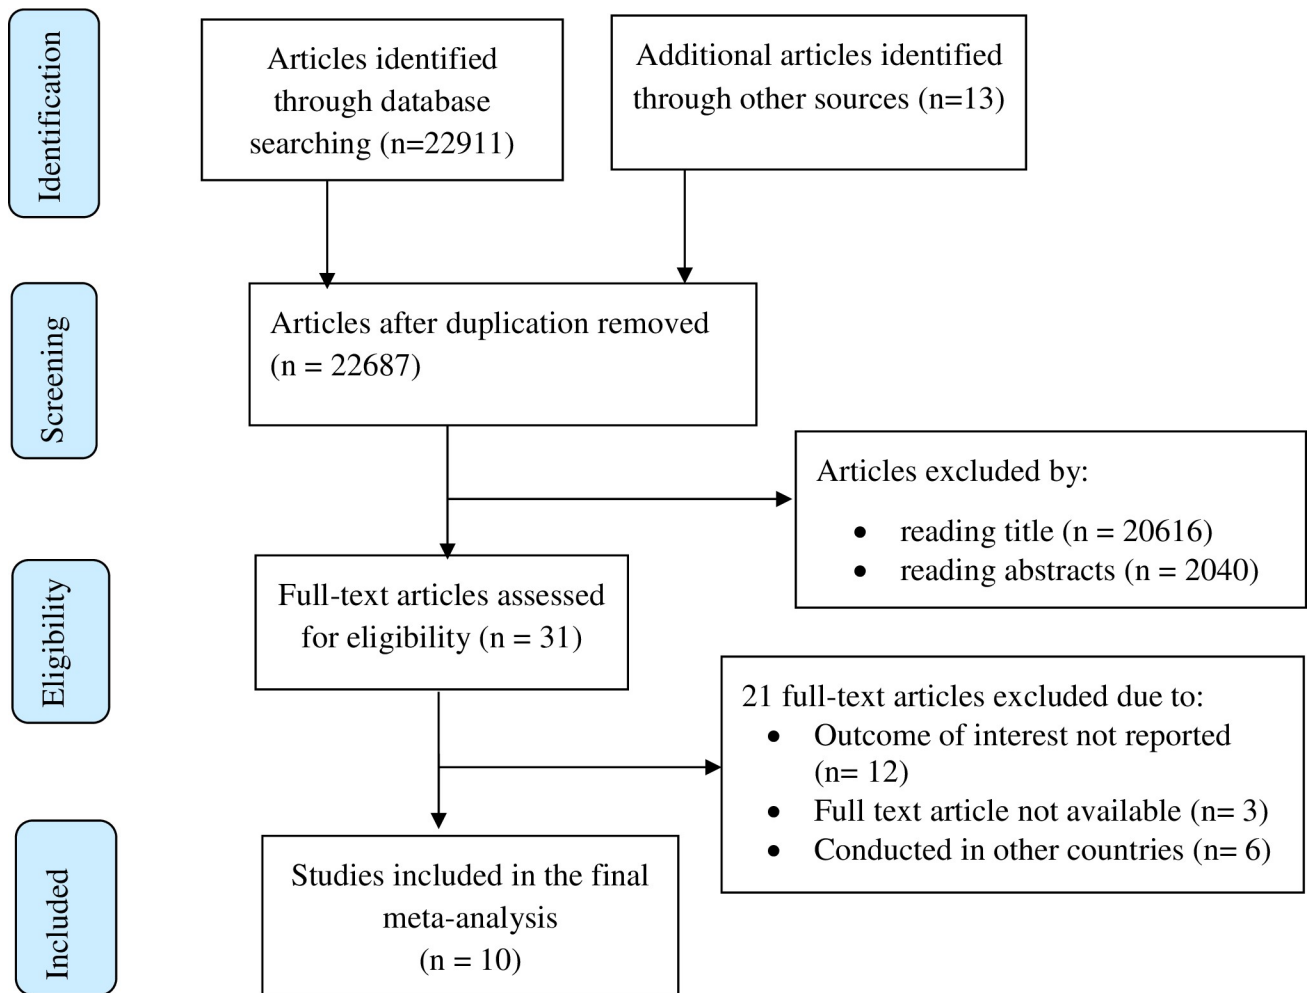 Identification
Articles identified
through database
searching (n=22911)
Additional articles identified
through other sources (n=13)
Screening
Articles after duplication removed
(n = 22687)
Articles excluded by:
• reading title (n = 20616)
• reading abstracts (n = 2040)
Eligibility
Full-text articles assessed
for eligibility (n = 31)
21 full-text articles excluded due to:
• Outcome of interest not reported
(n= 12)
• Full text article not available (n= 3)
• Conducted in other countries (n= 6)
Included
Studies included in the final
meta-analysis
(n = 10)